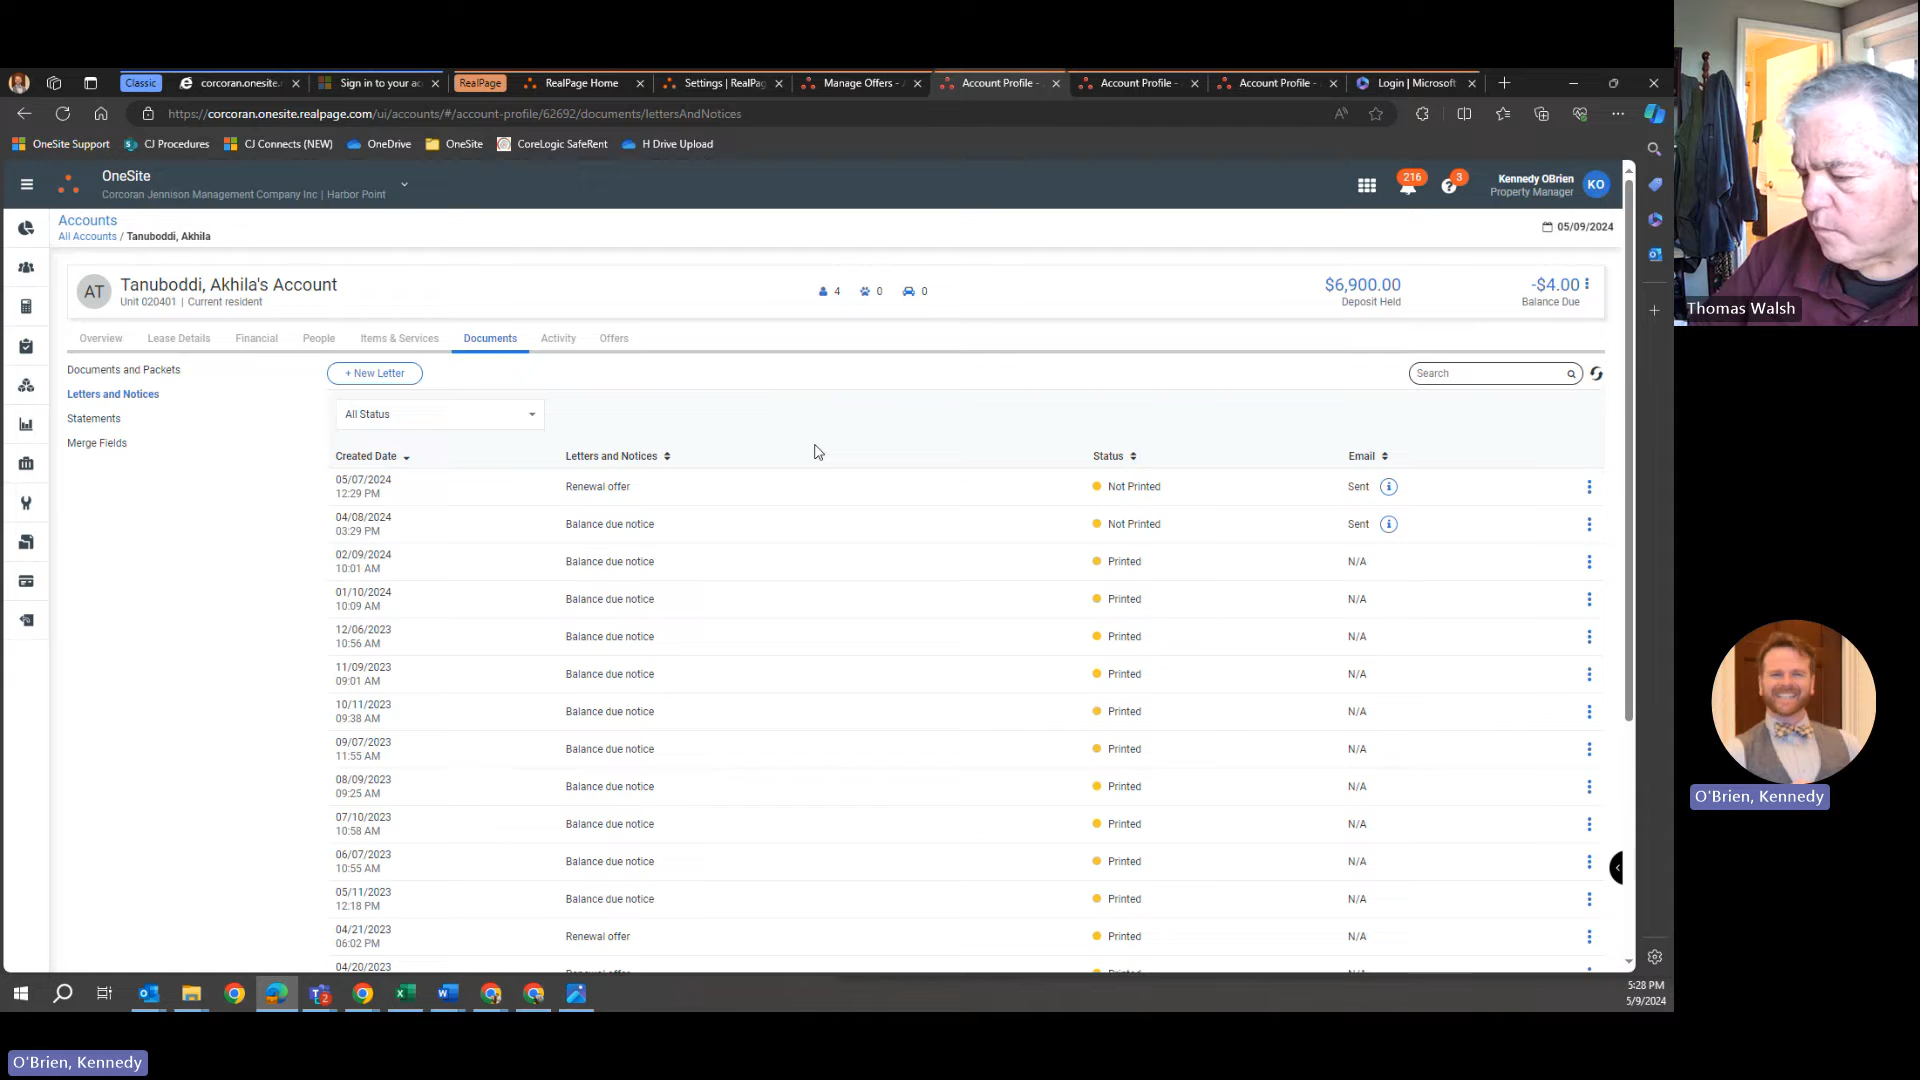 Classic
corcoran.onesite.
Sign in to your ac
RealPage
RealPage Home
Settings | RealPag
Manage Offers -
Account Profile -
Account Profile -
Account Profile -
Login | Microsoft
https://corcoran.onesite.realpage.com/ui/accounts/#/account-profile/62692/documents/lettersAndNotices
OneSite Support
CJ Procedures
CJ Connects (NEW)
OneDrive
OneSite
CoreLogic SafeRent
H Drive Upload
OneSite
Corcoran Jennison Management Company Inc | Harbor Point
216
3
Kennedy OBrien
Property Manager
KO
Accounts
All Accounts / Tanuboddi, Akhila
05/09/2024
AT
Tanuboddi, Akhila's Account
Unit 020401 | Current resident
4
0
0
$6,900.00
Deposit Held
-$4.00
Balance Due
Overview
Lease Details
Financial
People
Items & Services
Documents
Activity
Offers
Documents and Packets
Letters and Notices
Statements
Merge Fields
+ New Letter
Search
All Status
Created Date
Letters and Notices
Status
Email
05/07/2024
12:29 PM
Renewal offer
Not Printed
Sent
04/08/2024
03:29 PM
Balance due notice
Not Printed
Sent
02/09/2024
10:01 AM
Balance due notice
Printed
N/A
01/10/2024
10:09 AM
Balance due notice
Printed
N/A
12/06/2023
10:56 AM
Balance due notice
Printed
N/A
11/09/2023
09:01 AM
Balance due notice
Printed
N/A
10/11/2023
09:38 AM
Balance due notice
Printed
N/A
09/07/2023
11:55 AM
Balance due notice
Printed
N/A
08/09/2023
09:25 AM
Balance due notice
Printed
N/A
07/10/2023
10:58 AM
Balance due notice
Printed
N/A
06/07/2023
10:55 AM
Balance due notice
Printed
N/A
05/11/2023
12:18 PM
Balance due notice
Printed
N/A
04/21/2023
06:02 PM
Renewal offer
Printed
N/A
04/20/2023
5:28 PM
5/9/2024
Thomas Walsh
O'Brien, Kennedy
O'Brien, Kennedy